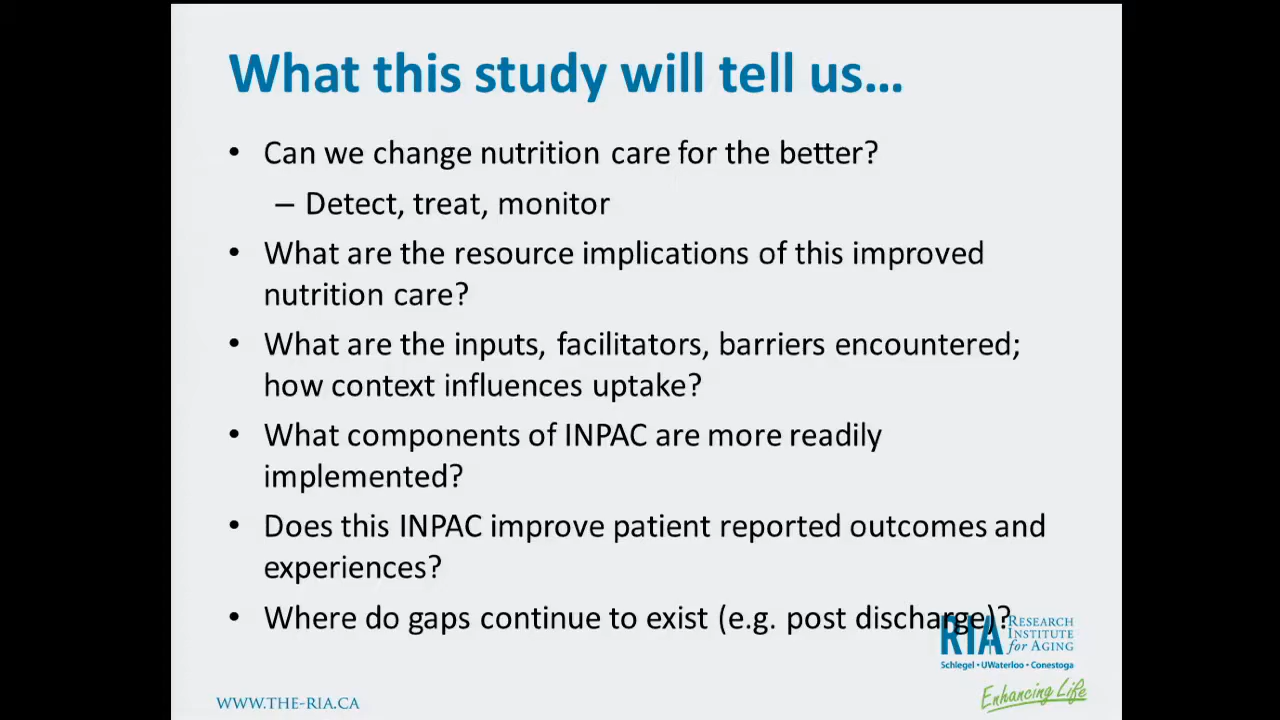 What this study will tell us...
• Can we change nutrition care for the better?
– Detect, treat, monitor
• What are the resource implications of this improved
nutrition care?
• What are the inputs, facilitators, barriers encountered;
how context influences uptake?
• What components of INPAC are more readily
implemented?
• Does this INPAC improve patient reported outcomes and
experiences?
• Where do gaps continue to exist (e.g. post discharge)?
RIA RESEARCH
INSTITUTE
for AGING
Schlegel • UWaterloo • Conestoga
Enhancing Life
WWW.THE-RIA.CA